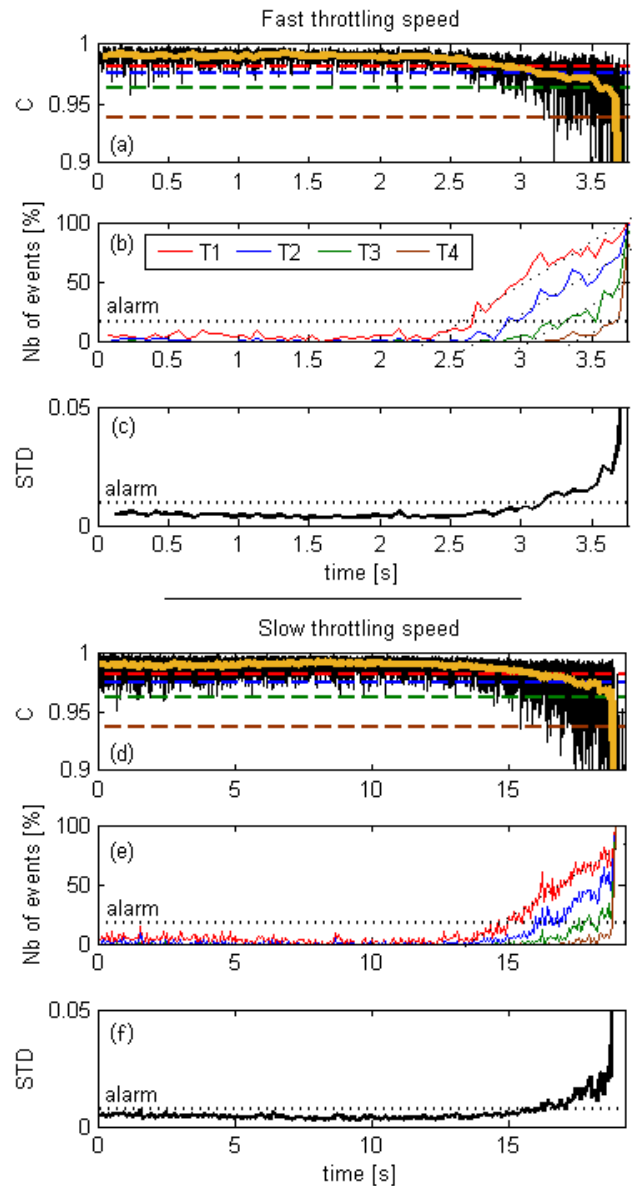 Fast throttling speed
1
0.95
0.9
C
(a)
0 0.5 1 1.5 2 2.5 3 3.5
100
50
0
Nb of events [%]
(b)
T1 T2 T3 T4
alarm
0 0.5 1 1.5 2 2.5 3 3.5
0.05
0
STD
(c)
alarm
0 0.5 1 1.5 2 2.5 3 3.5
time [s]
Slow throttling speed
1
0.95
0.9
C
(d)
0 5 10 15
100
50
0
Nb of events [%]
(e)
alarm
0 5 10 15
0.05
0
STD
(f)
alarm
0 5 10 15
time [s]